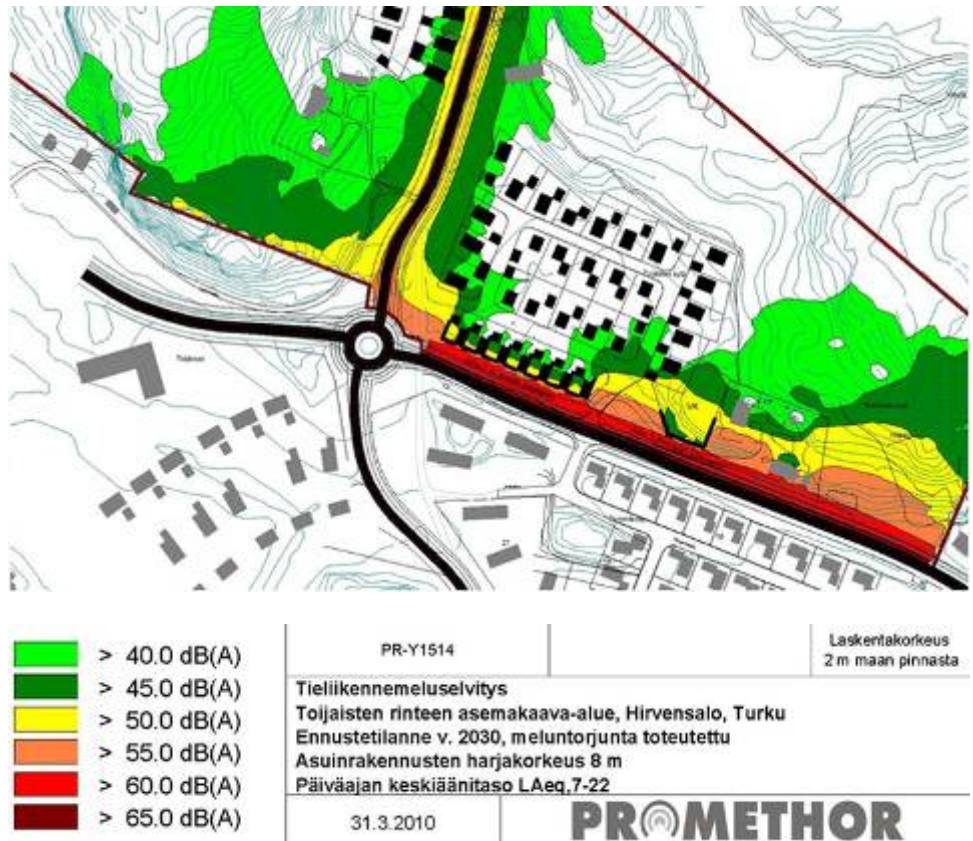 > 40.0 dB(A)
> 45.0 dB(A)
> 50.0 dB(A)
> 55.0 dB(A)
> 60.0 dB(A)
> 65.0 dB(A)
PR-Y1514
Laskentakorkeus
2 m maan pinnasta
Tieliikennemeluselvitys
Toijaisten rinteen asemakaava-alue, Hirvensalo, Turku
Ennustetilanne v. 2030, meluntorjunta toteutettu
Asuinrakennusten harjakorkeus 8 m
Päiväajan keskiäänitaso LAeq,7-22
31.3.2010
PROMETHOR